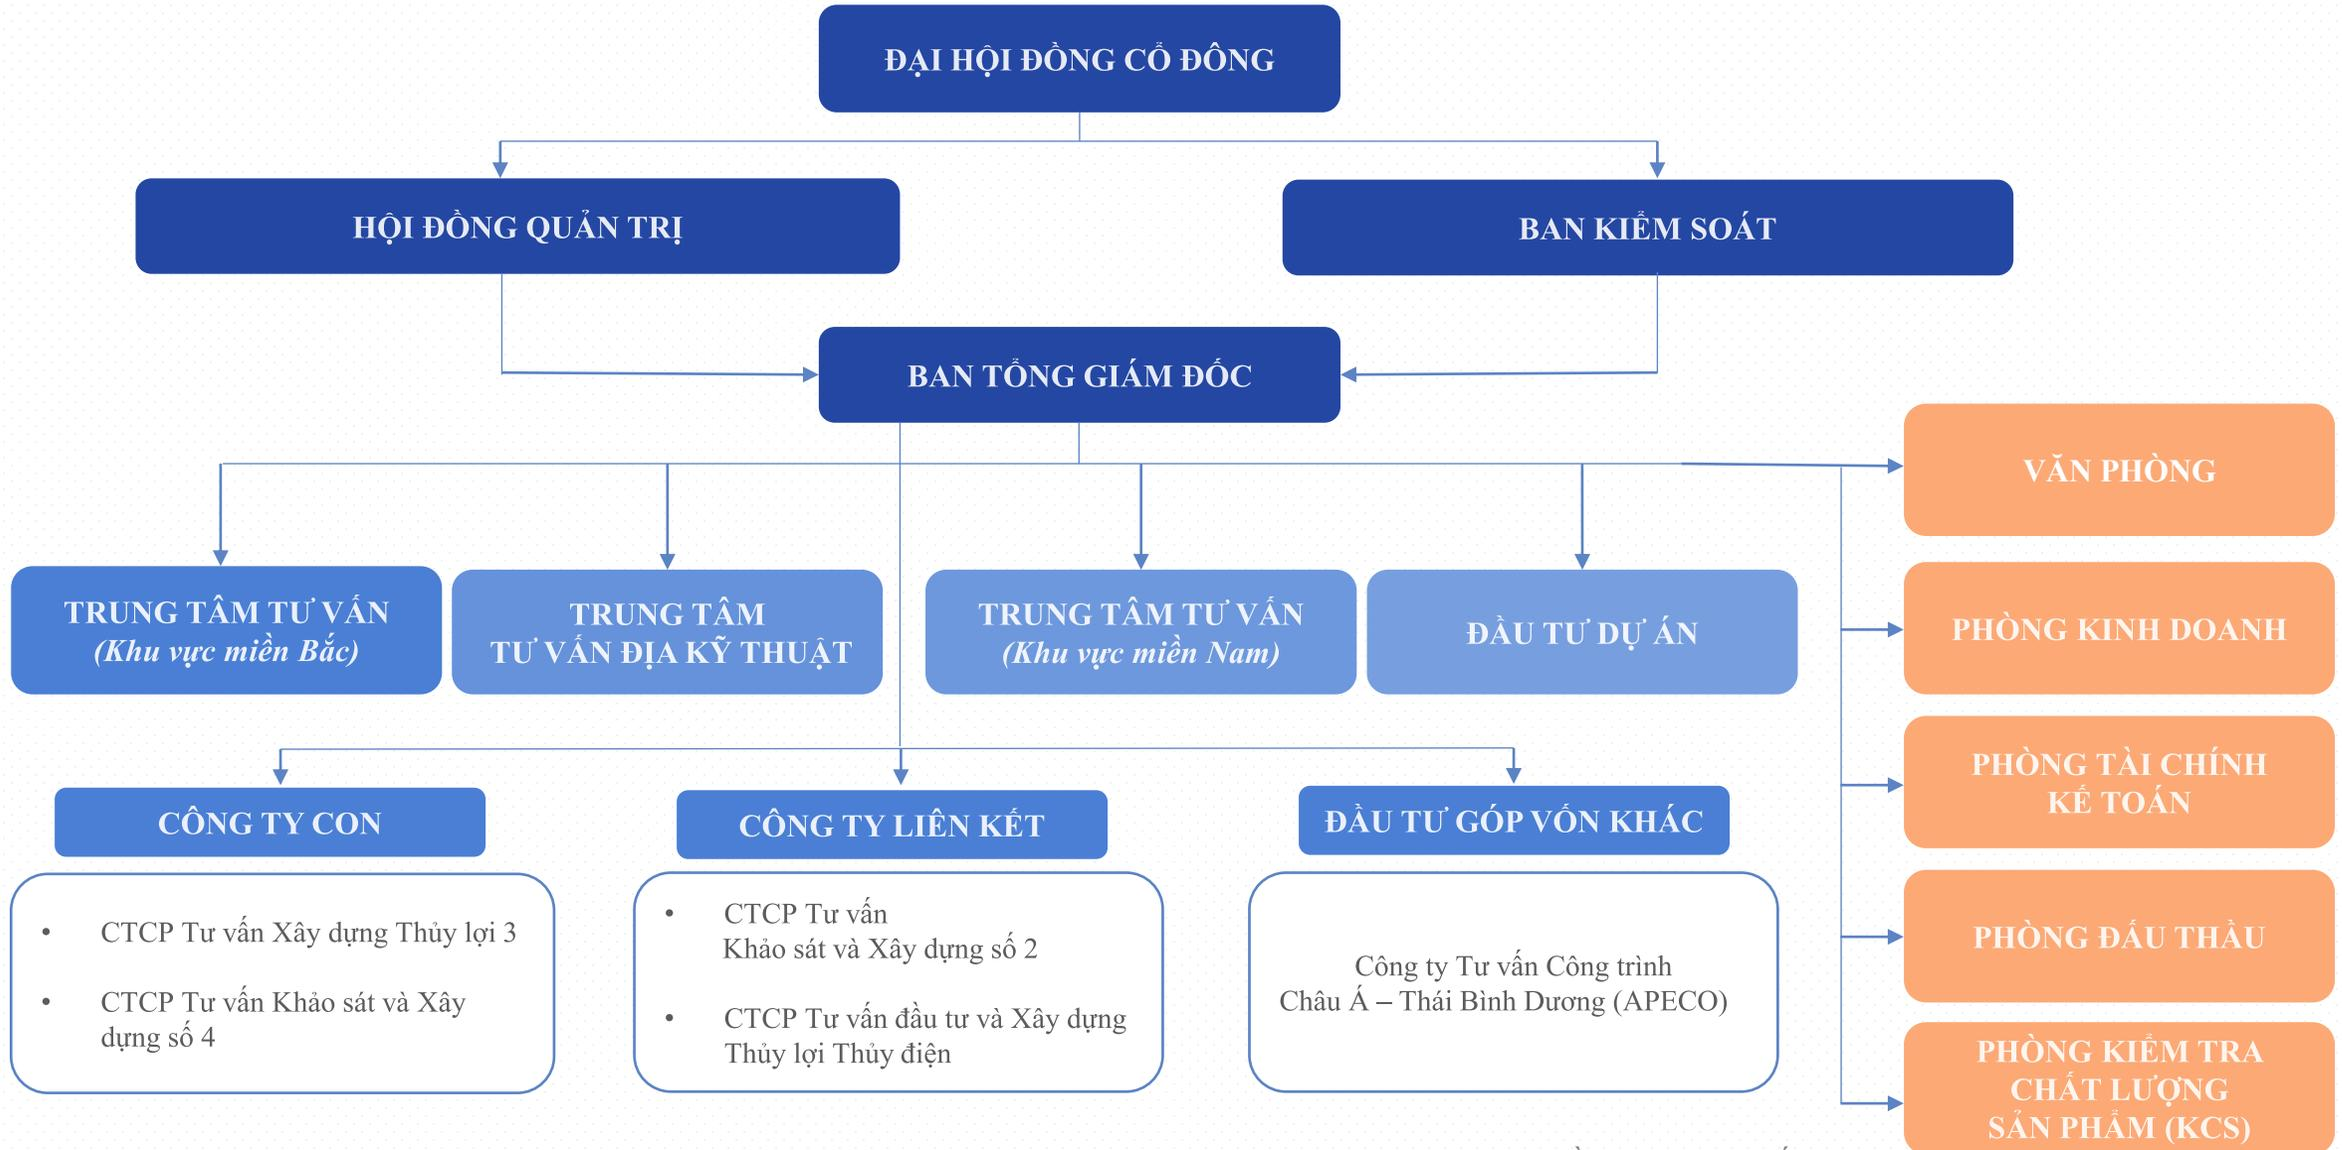 ĐẠI HỘI ĐỒNG CỔ ĐÔNG
HỘI ĐỒNG QUẢN TRỊ
BAN KIỂM SOÁT
BAN TỔNG GIÁM ĐỐC
VĂN PHÒNG
TRUNG TÂM TƯ VẤN
(Khu vực miền Bắc)
TRUNG TÂM
TƯ VẤN ĐỊA KỸ THUẬT
TRUNG TÂM TƯ VẤN
(Khu vực miền Nam)
ĐẦU TƯ DỰ ÁN
PHÒNG KINH DOANH
PHÒNG TÀI CHÍNH
KẾ TOÁN
CÔNG TY CON
CÔNG TY LIÊN KẾT
ĐẦU TƯ GÓP VỐN KHÁC
• CTCP Tư vấn Xây dựng Thủy lợi 3
• CTCP Tư vấn Khảo sát và Xây
dựng số 4
• CTCP Tư vấn
Khảo sát và Xây dựng số 2
• CTCP Tư vấn đầu tư và Xây dựng
Thủy lợi Thủy điện
Công ty Tư vấn Công trình
Châu Á – Thái Bình Dương (APECO)
PHÒNG ĐẤU THẦU
PHÒNG KIỂM TRA
CHẤT LƯỢNG
SẢN PHẨM (KCS)